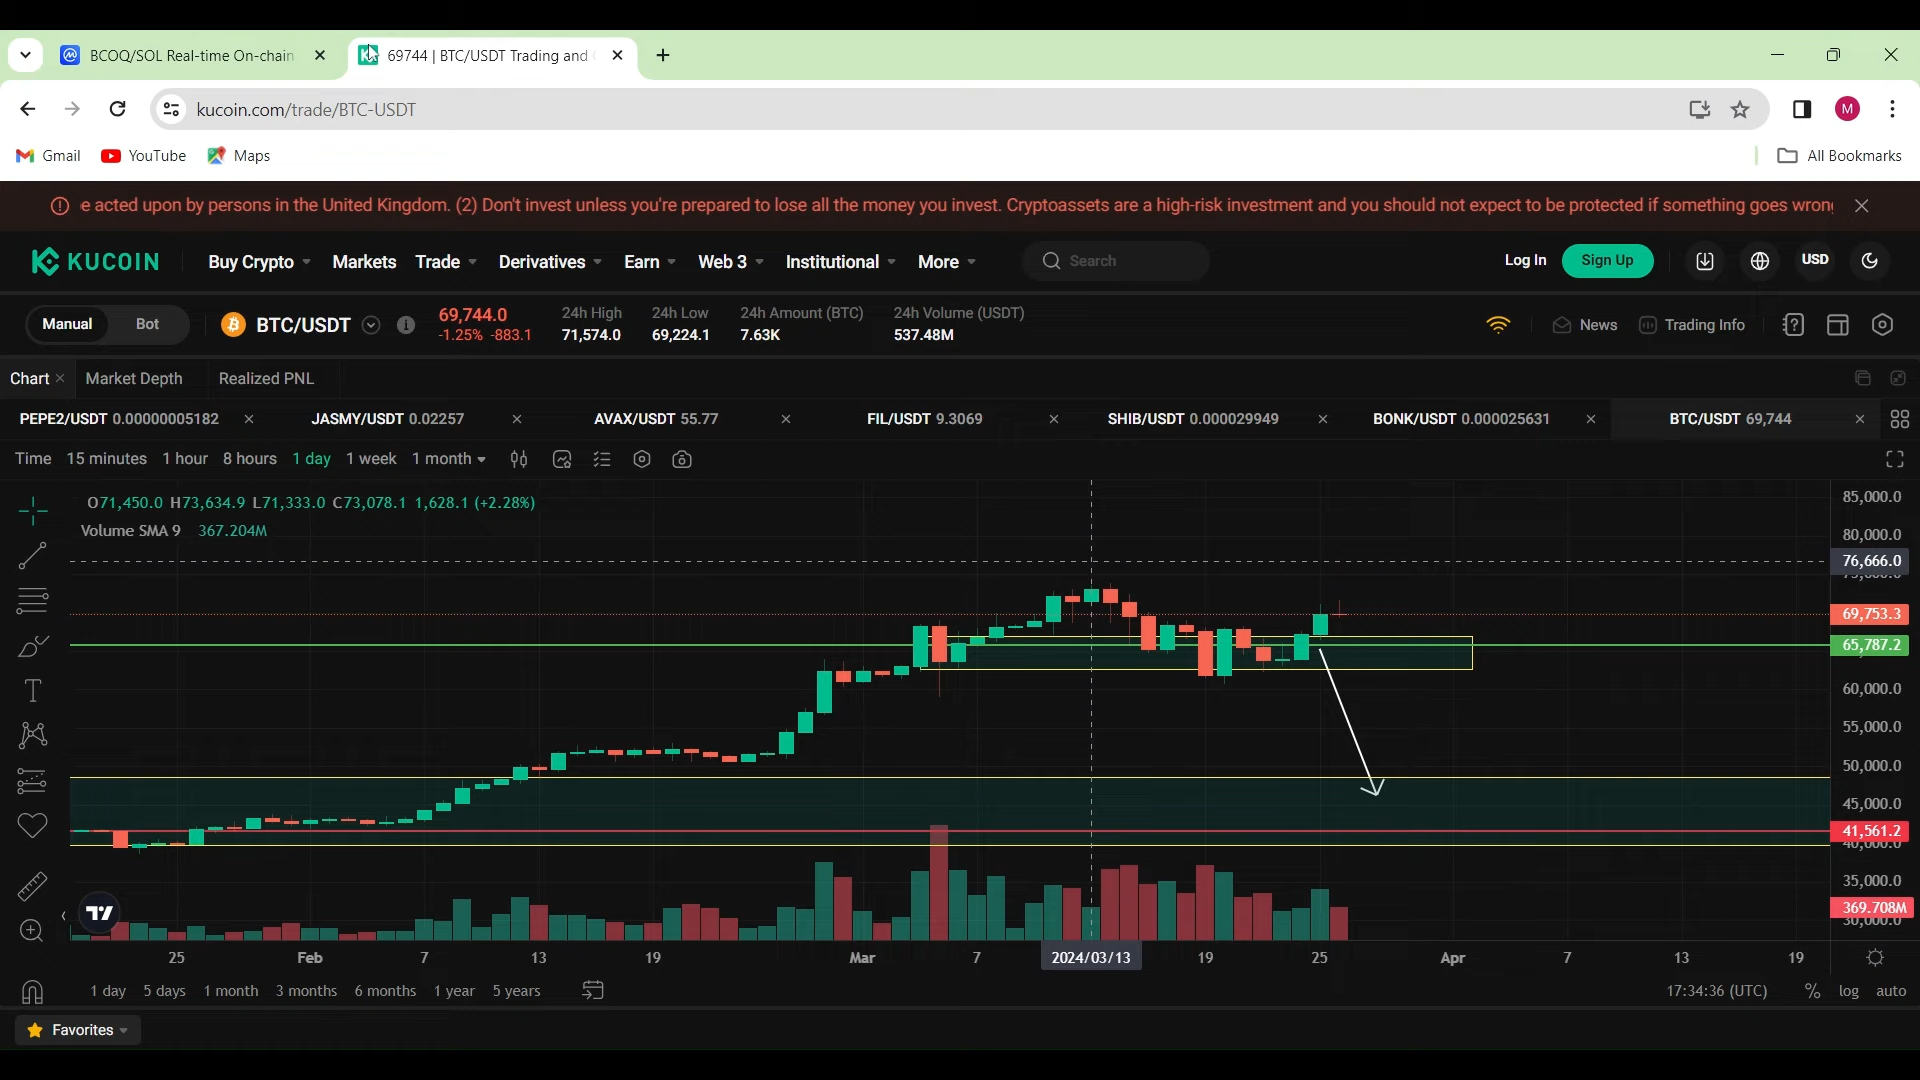 BCOQ/SOL Real-time On-chain
69744 | BTC/USDT Trading and
kucoin.com/trade/BTC-USDT
M
Gmail YouTube Maps All Bookmarks
e acted upon by persons in the United Kingdom. (2) Don't invest unless you're prepared to lose all the money you invest. Cryptoassets are a high-risk investment and you should not expect to be protected if something goes wrong
KUCOIN Buy Crypto Markets Trade Derivatives Earn Web 3 Institutional More Search Log In Sign Up USD
Manual Bot BTC/USDT 69,744.0 24h High 24h Low 24h Amount (BTC) 24h Volume (USDT) News Trading Info
-1.25% -883.1 71,574.0 69,224.1 7.63K 537.48M
Chart Market Depth Realized PNL
PEPE2/USDT 0.00000005182 JASMY/USDT 0.02257 AVAX/USDT 55.77 FIL/USDT 9.3069 SHIB/USDT 0.000029949 BONK/USDT 0.000025631 BTC/USDT 69,744
Time 15 minutes 1 hour 8 hours 1 day 1 week 1 month
O71,450.0 H73,634.9 L71,333.0 C73,078.1 1,628.1 (+2.28%)
Volume SMA 9 367.204M
85,000.0
80,000.0
76,666.0
69,753.3
65,787.2
60,000.0
55,000.0
50,000.0
45,000.0
41,561.2
40,000.0
35,000.0
369.708M
30,000.0
25 Feb 7 13 19 Mar 7 2024/03/13 19 25 Apr 7 13 19
1 day 5 days 1 month 3 months 6 months 1 year 5 years 17:34:36 (UTC) % log auto
Favorites